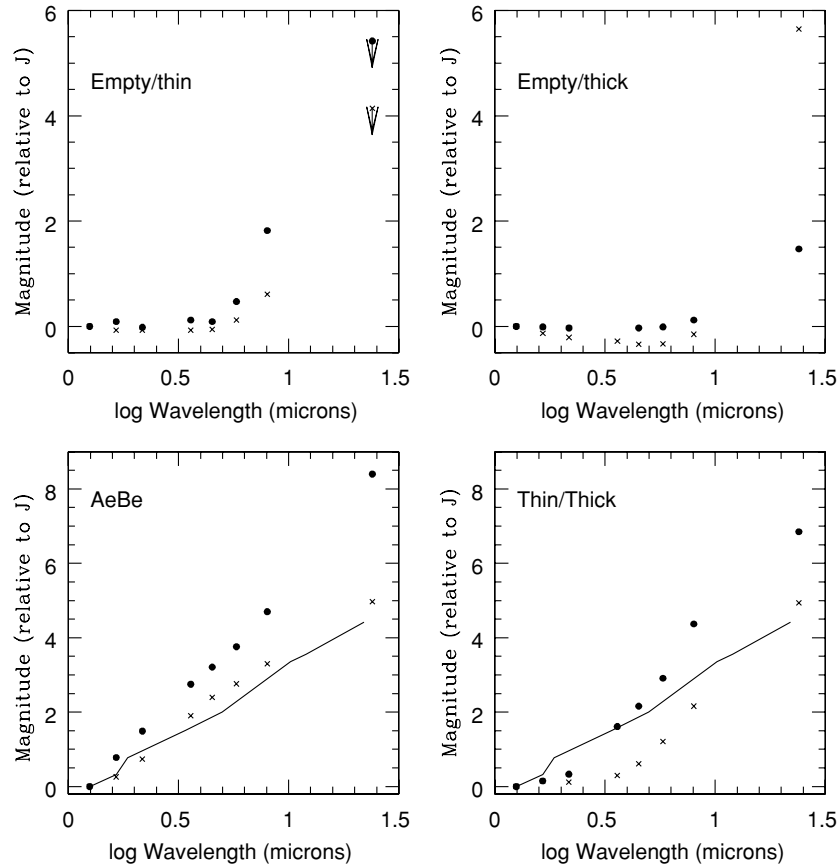 Magnitude (relative to J)
6
4
2
0
Empty/thin
0 0.5 1 1.5
log Wavelength (microns)
Magnitude (relative to J)
6
4
2
0
Empty/thick
0 0.5 1 1.5
log Wavelength (microns)
Magnitude (relative to J)
8
6
4
2
0
AeBe
0 0.5 1 1.5
log Wavelength (microns)
Magnitude (relative to J)
8
6
4
2
0
Thin/Thick
0 0.5 1 1.5
log Wavelength (microns)